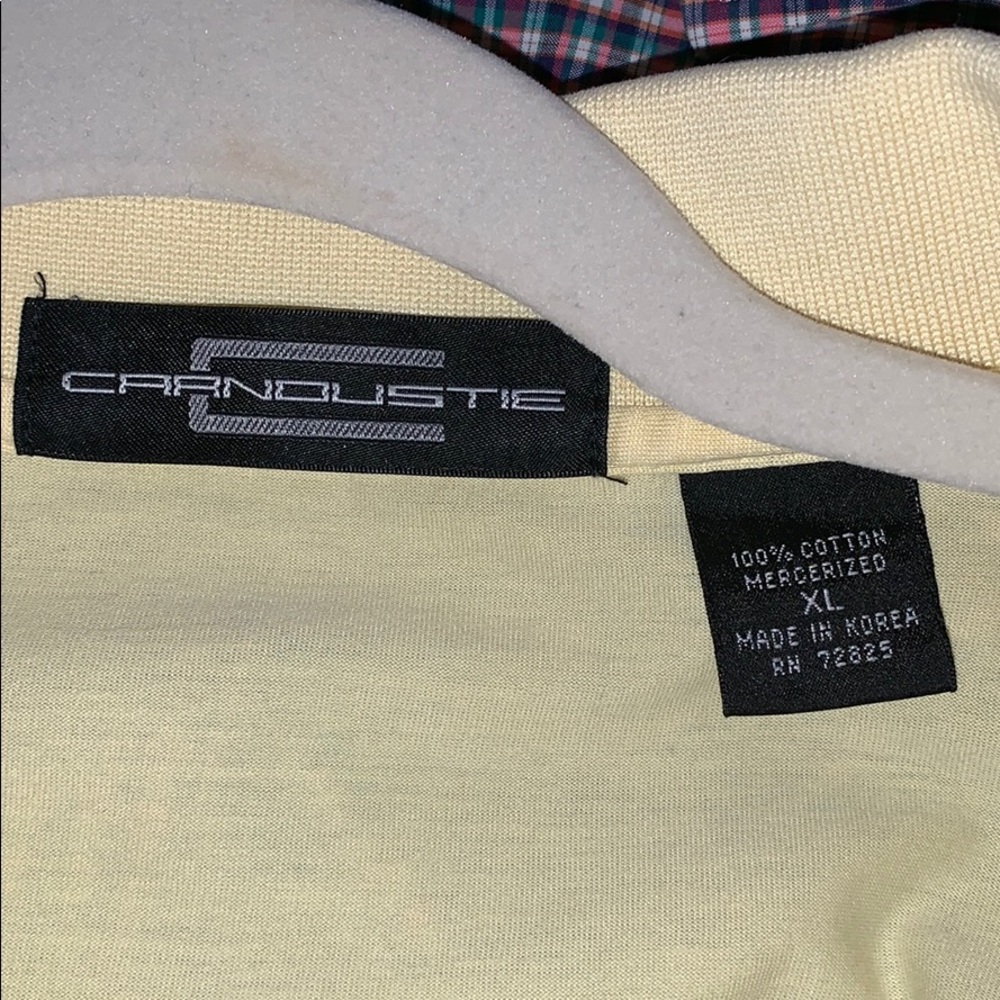 CARNOUSTIE
100% COTTON
MERCERIZED
XL
MADE IN KOREA
RN 72825